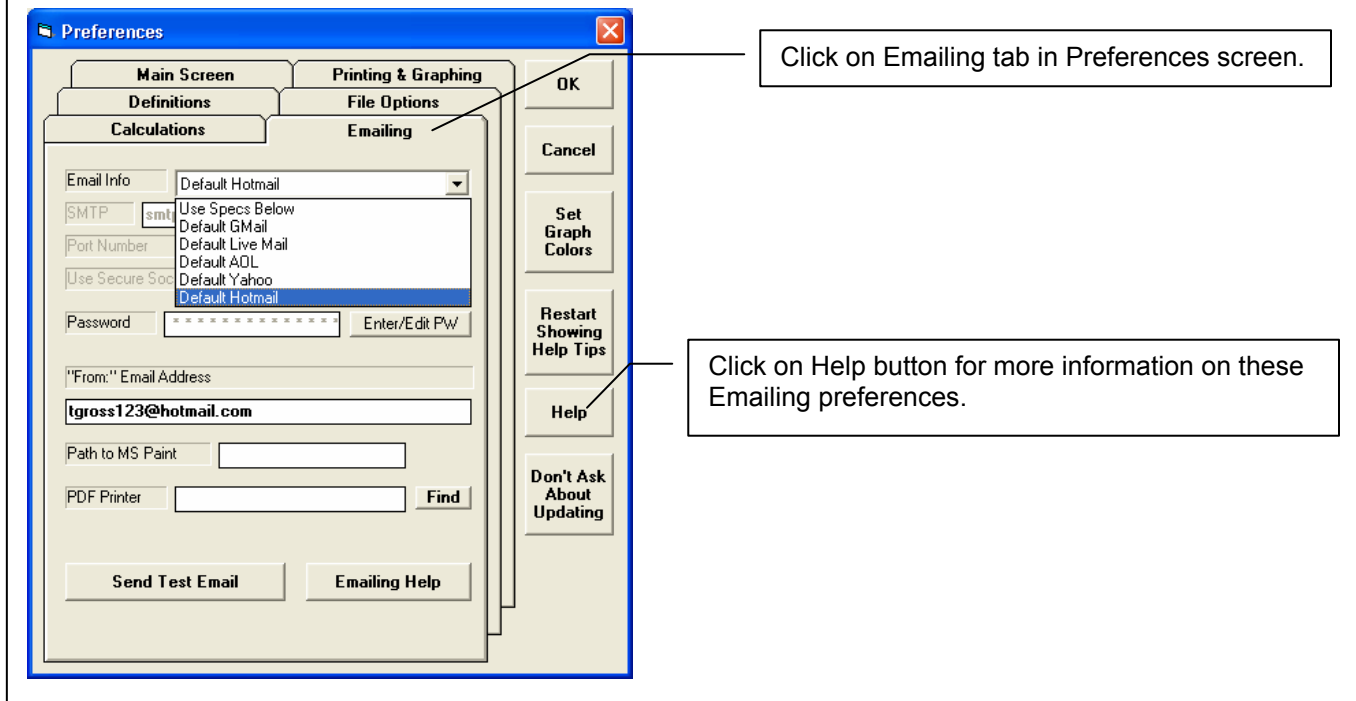 Preferences
Click on Emailing tab in Preferences screen.
Main Screen
Printing & Graphing
Definitions
File Options
Calculations
Emailing
OK
Cancel
Set
Graph
Colors
Restart
Showing
Help Tips
Help
Don't Ask
About
Updating
Email Info
Default Hotmail
Use Specs Below
Default GMail
Default Live Mail
Default AOL
Default Yahoo
Default Hotmail
SMTP
Port Number
Use Secure Soc
Password
* * * * * * * * * * * * * *
Enter/Edit PW
"From:" Email Address
tgross123@hotmail.com
Path to MS Paint
PDF Printer
Find
Send Test Email
Emailing Help
Click on Help button for more information on these
Emailing preferences.